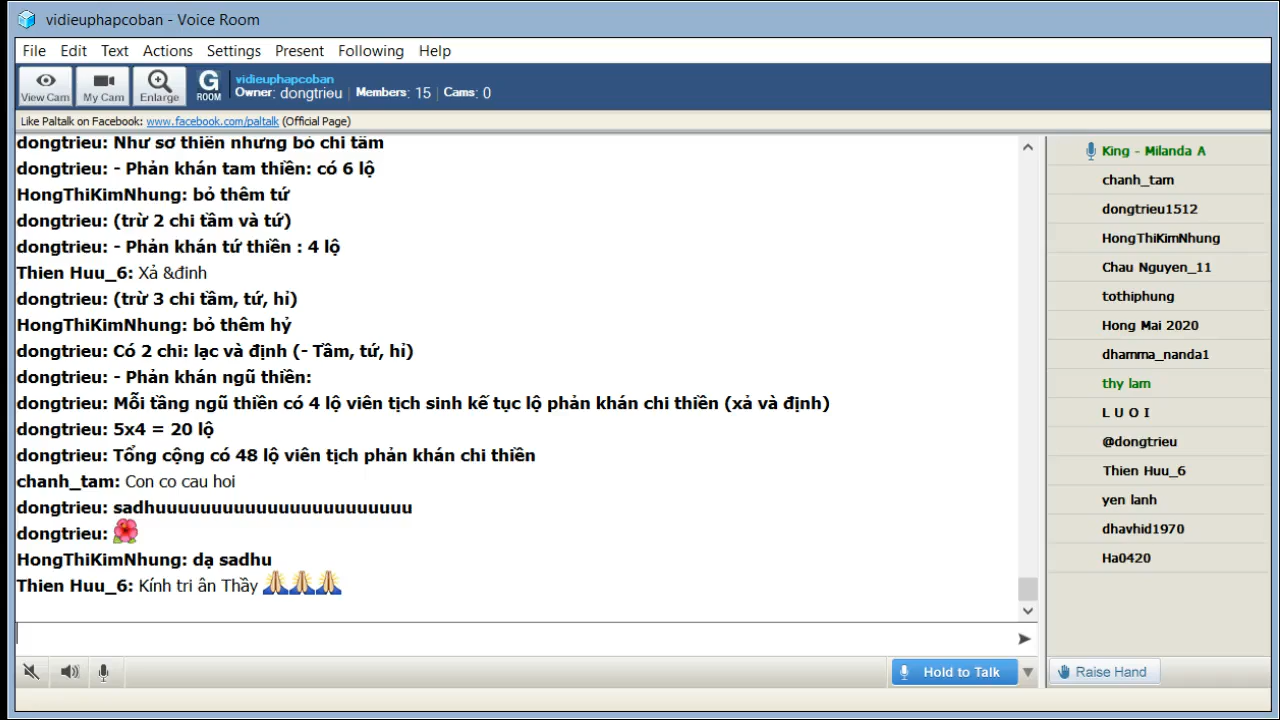 vidieuphapcoban - Voice Room
File Edit Text Actions Settings Present Following Help
View Cam My Cam Enlarge G ROOM
vidieuphapcoban
Owner: dongtrieu | Members: 15 | Cams: 0
Like Paltalk on Facebook: www.facebook.com/paltalk (Official Page)
dongtrieu: Như sơ thiền nhưng bỏ chi tầm
dongtrieu: - Phản khán tam thiền: có 6 lộ
HongThiKimNhung: bỏ thêm tứ
dongtrieu: (trừ 2 chi tầm và tứ)
dongtrieu: - Phản khán tứ thiền : 4 lộ
Thien Huu_6: Xả &đinh
dongtrieu: (trừ 3 chi tầm, tứ, hỉ)
HongThiKimNhung: bỏ thêm hỷ
dongtrieu: Có 2 chi: lạc và định (- Tầm, tứ, hỉ)
dongtrieu: - Phản khán ngũ thiền:
dongtrieu: Mỗi tầng ngũ thiền có 4 lộ viên tịch sinh kế tục lộ phản khán chi thiền (xả và định)
dongtrieu: 5x4 = 20 lộ
dongtrieu: Tổng cộng có 48 lộ viên tịch phản khán chi thiền
chanh_tam: Con co cau hoi
dongtrieu: sadhuuuuuuuuuuuuuuuuuuuuuuu
dongtrieu:
HongThiKimNhung: dạ sadhu
Thien Huu_6: Kính tri ân Thầy
Hold to Talk
King - Milanda A
chanh_tam
dongtrieu1512
HongThiKimNhung
Chau Nguyen_11
tothiphung
Hong Mai 2020
dhamma_nanda1
thy lam
L U O I
@dongtrieu
Thien Huu_6
yen lanh
dhavhid1970
Ha0420
Raise Hand